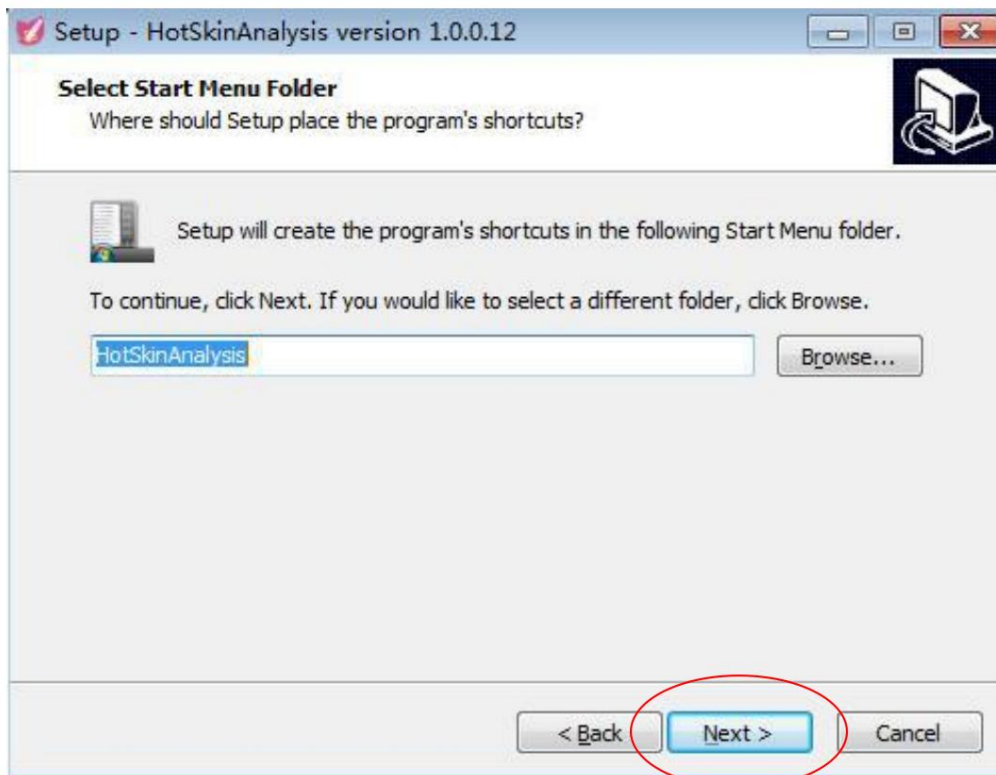 Setup - HotSkinAnalysis version 1.0.0.12
Select Start Menu Folder
Where should Setup place the program's shortcuts?
Setup will create the program's shortcuts in the following Start Menu folder.
To continue, click Next. If you would like to select a different folder, click Browse.
HotSkinAnalysis
Browse...
< Back
Next >
Cancel